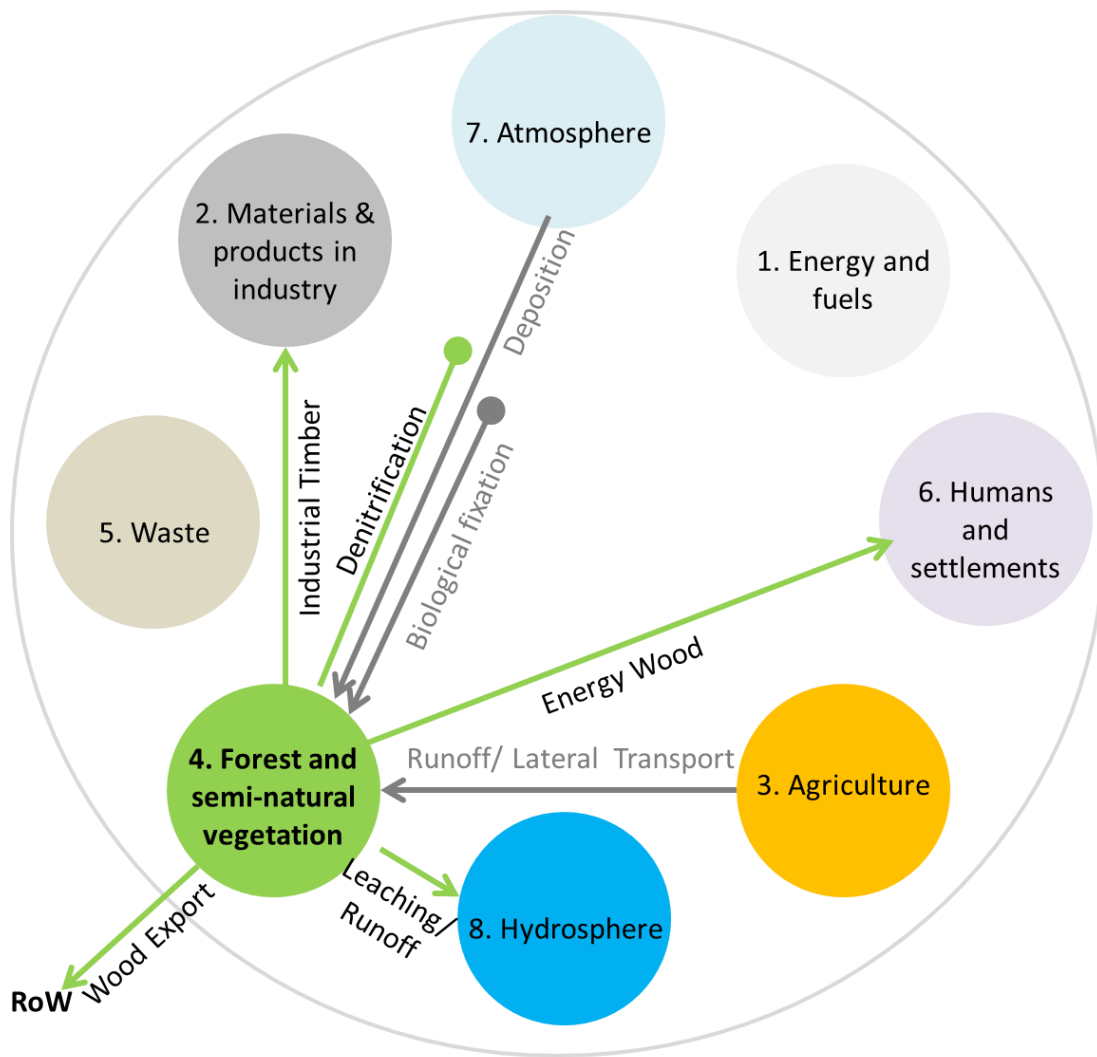 7. Atmosphere
2. Materials &
products in
industry
1. Energy and
fuels
Deposition
Denitrification
Industrial Timber
Biological fixation
5. Waste
6. Humans
and
settlements
Energy Wood
Runoff/ Lateral Transport
4. Forest and
semi-natural
vegetation
3. Agriculture
Leaching/
Runoff
8. Hydrosphere
Wood Export
RoW